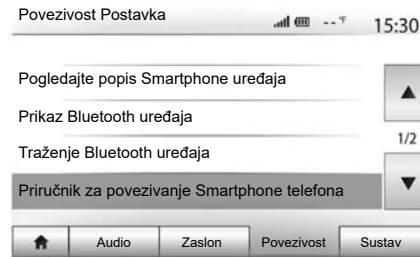 Povezivost Postavka
-- °F
15:30
Pogledajte popis Smartphone uređaja
Prikaz Bluetooth uređaja
Traženje Bluetooth uređaja
Priručnik za povezivanje Smartphone telefona
1/2
Audio
Zaslon
Povezivost
Sustav